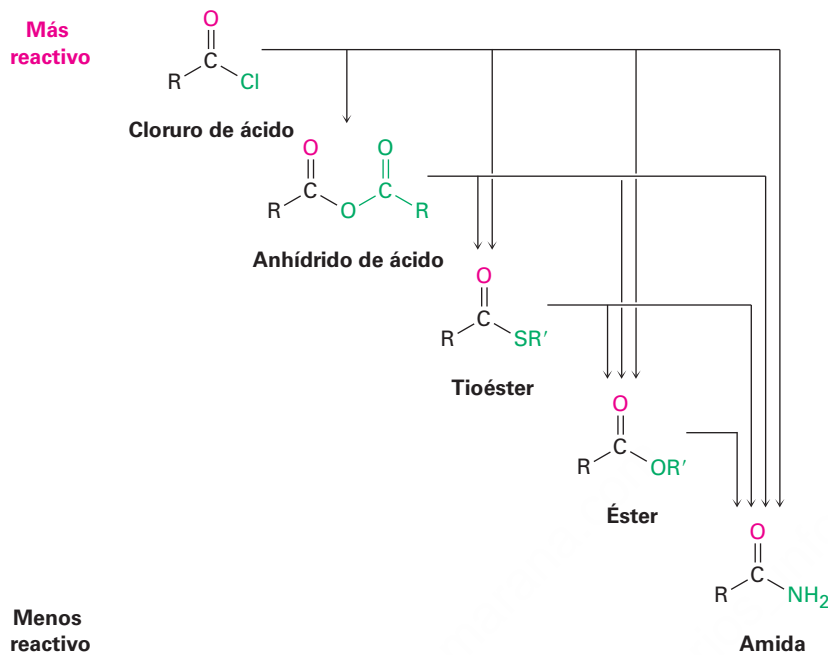 Más
reactivo
O
C
R
Cl
Cloruro de ácido
O
O
C
C
R
O
R
Anhídrido de ácido
O
C
R
SR′
Tioéster
O
C
R
OR′
Éster
O
C
R
NH2
Amida
Menos
reactivo